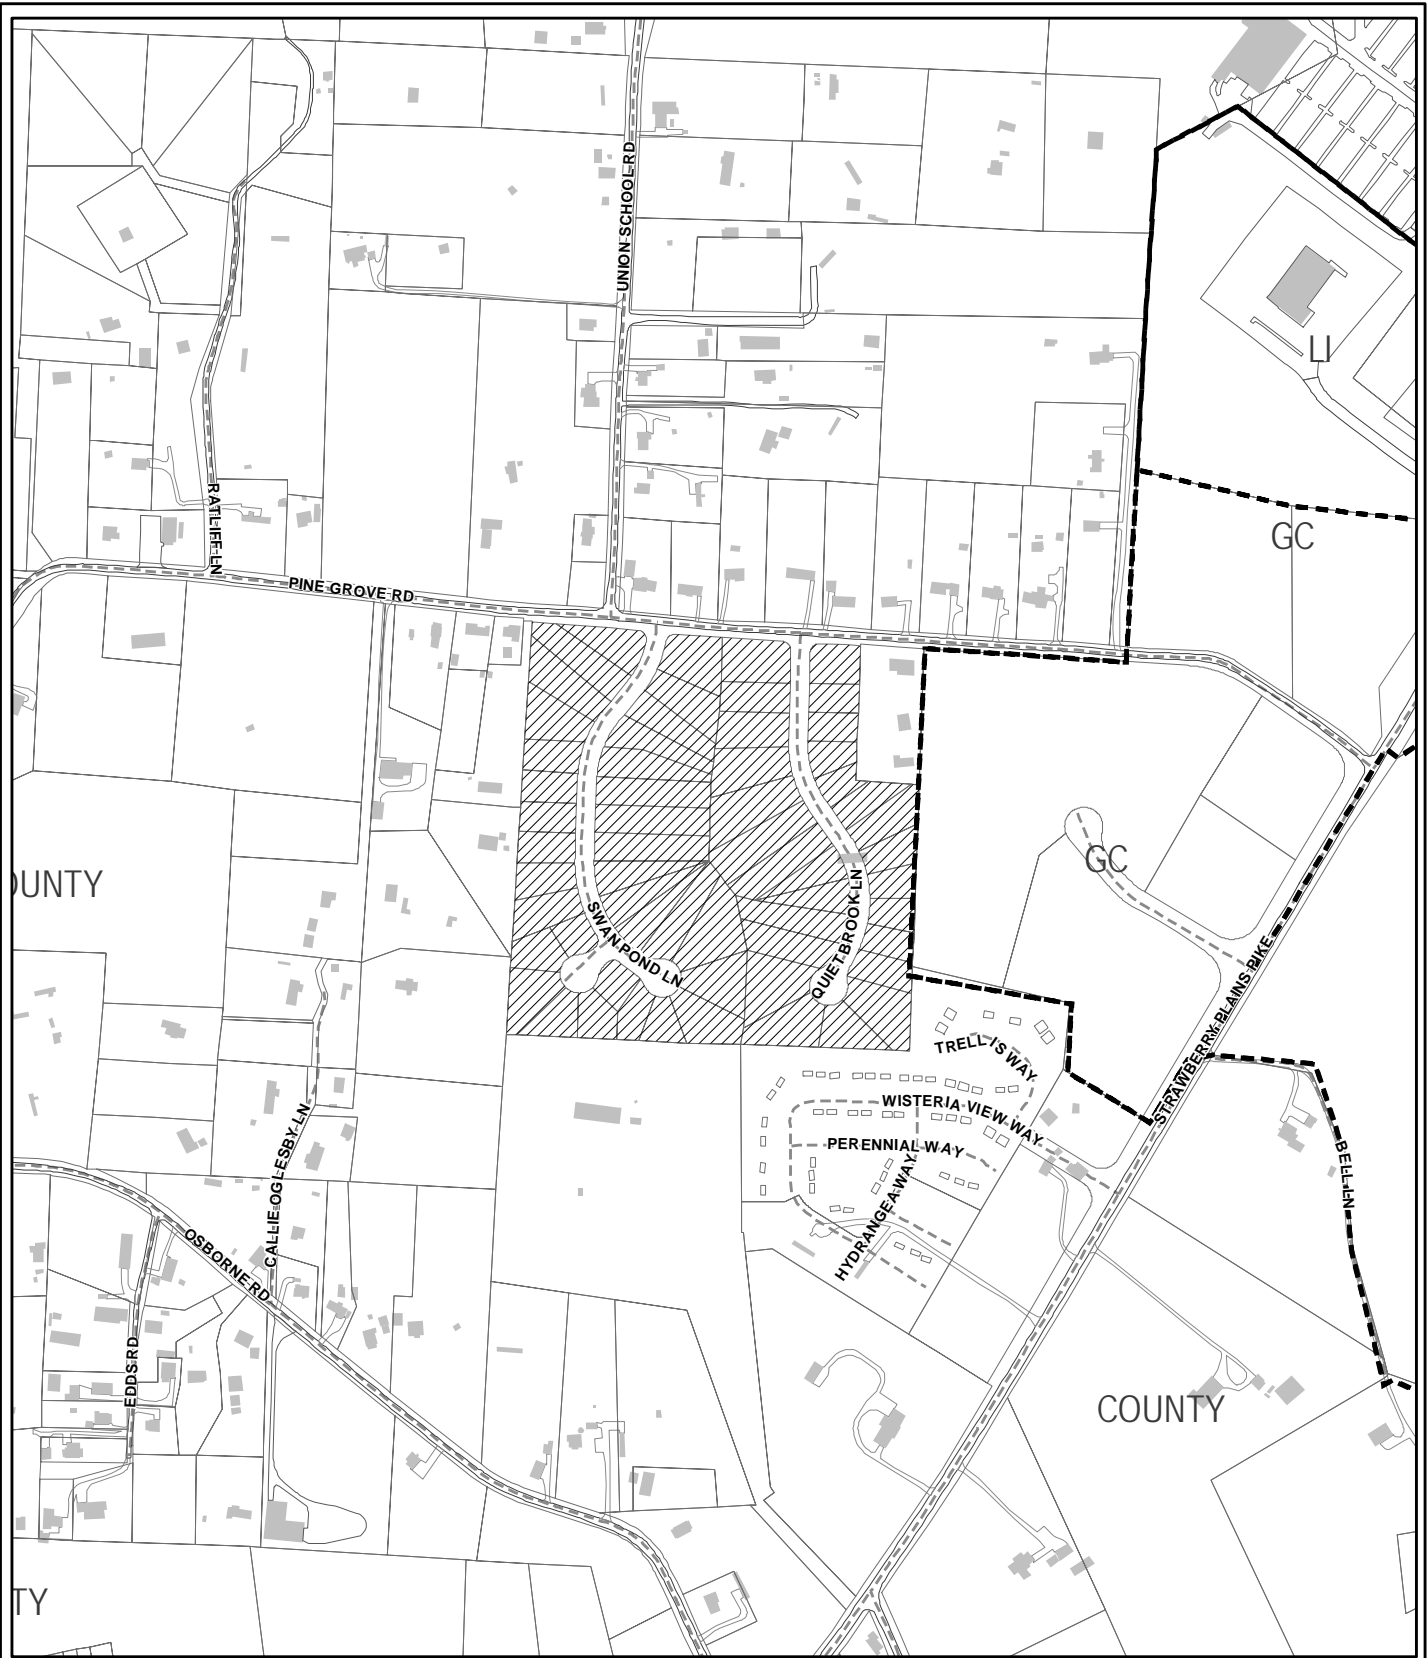 UNION SCHOOL RD
LI
GC
RATLIFF LN
PINE GROVE RD
GC
OUNTY
SWAN POND LN
QUIET BROOK LN
STRAWBERRY PLAINS PIKE
TRELLIS WAY
WISTERIA VIEW WAY
PERENNIAL WAY
HYDRANGEA WAY
BELL LN
CALLIE OGLESBY LN
OSBORNE RD
EDDS RD
COUNTY
TY